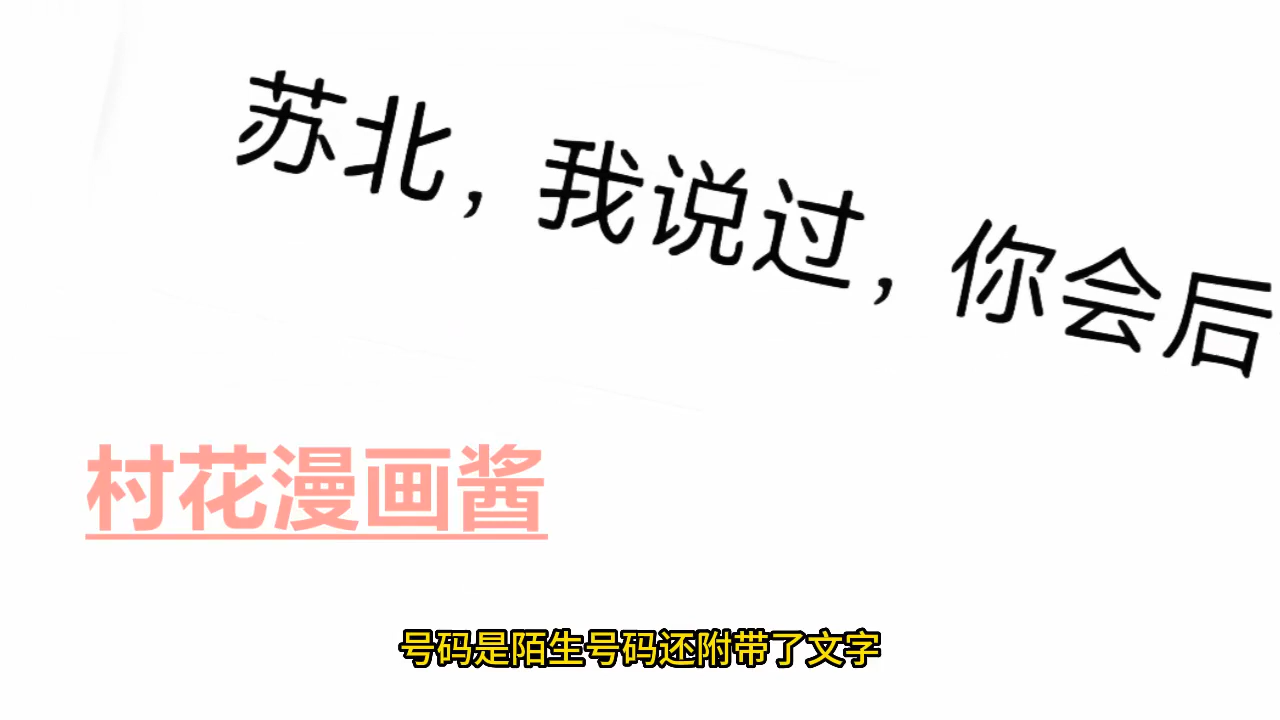 苏北，我说过，你会后
村花漫画酱
号码是陌生号码还附带了文字